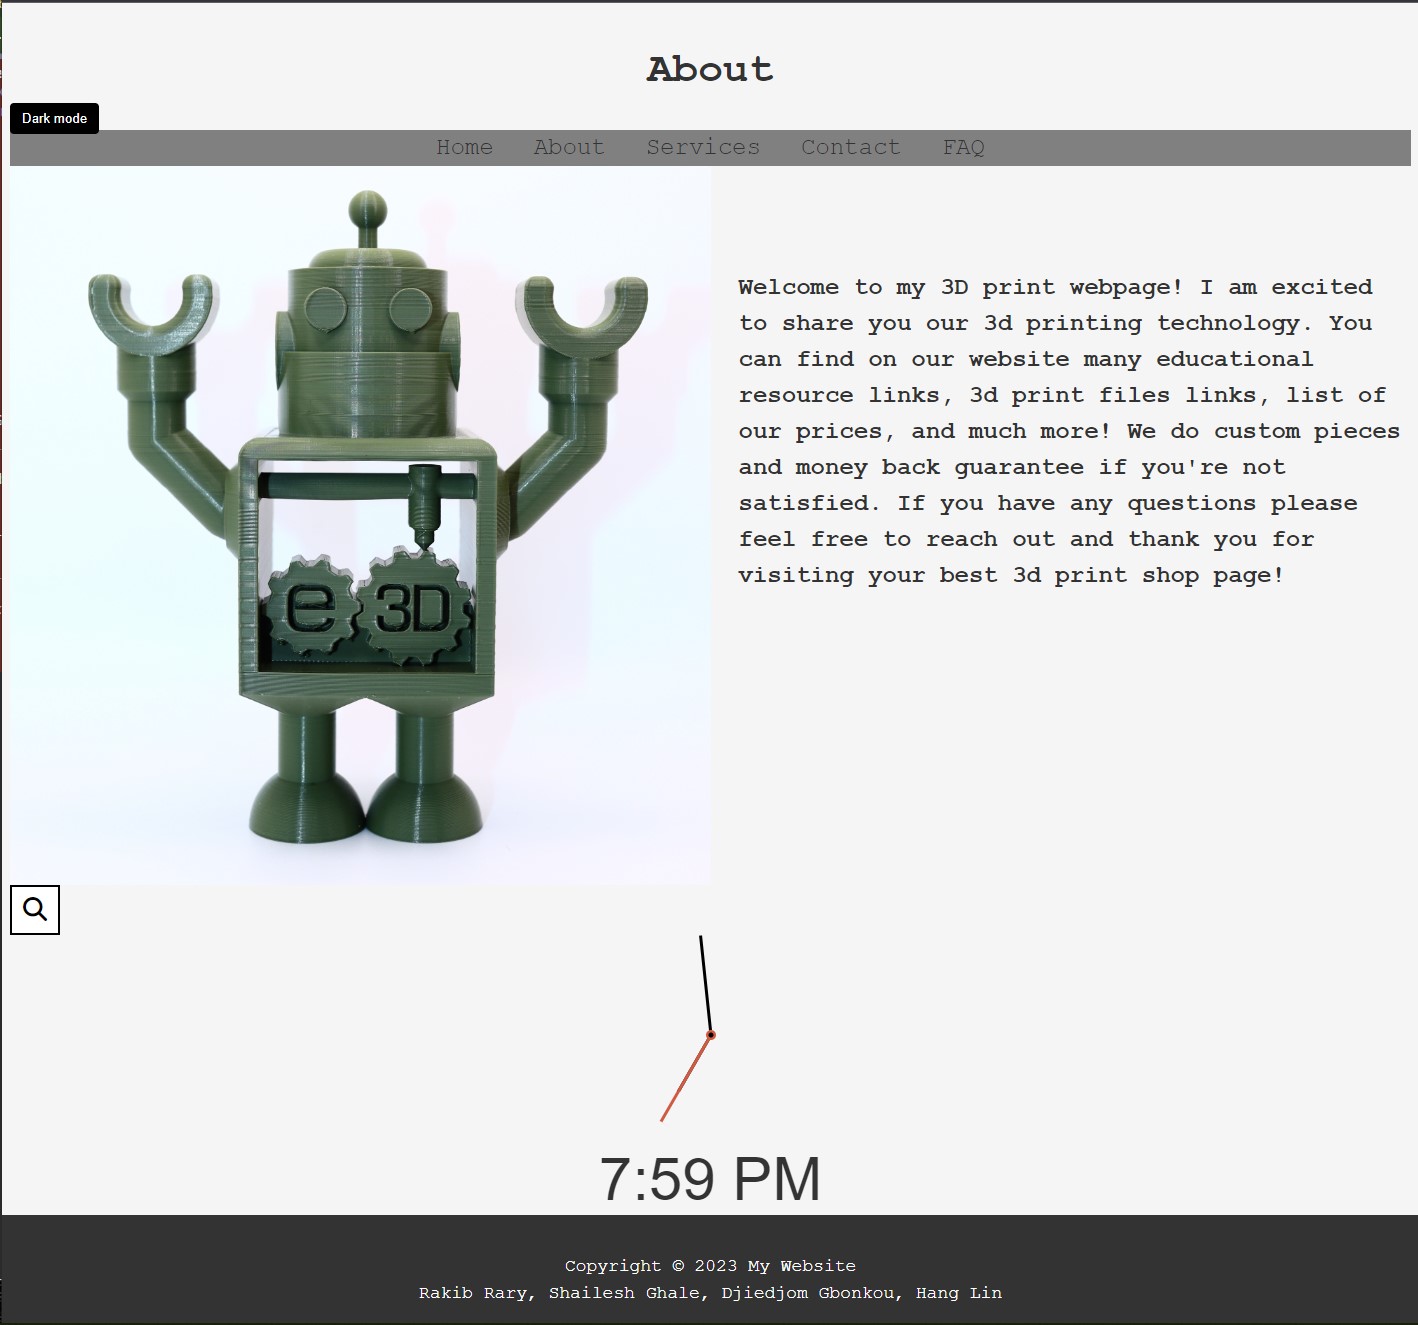 About
Dark mode
Home About Services Contact FAQ
Welcome to my 3D print webpage! I am excited
to share you our 3d printing technology. You
can find on our website many educational
resource links, 3d print files links, list of
our prices, and much more! We do custom pieces
and money back guarantee if you're not
satisfied. If you have any questions please
feel free to reach out and thank you for
visiting your best 3d print shop page!
e 3D
7:59 PM
Copyright © 2023 My Website
Rakib Rary, Shailesh Ghale, Djiedjom Gbonkou, Hang Lin